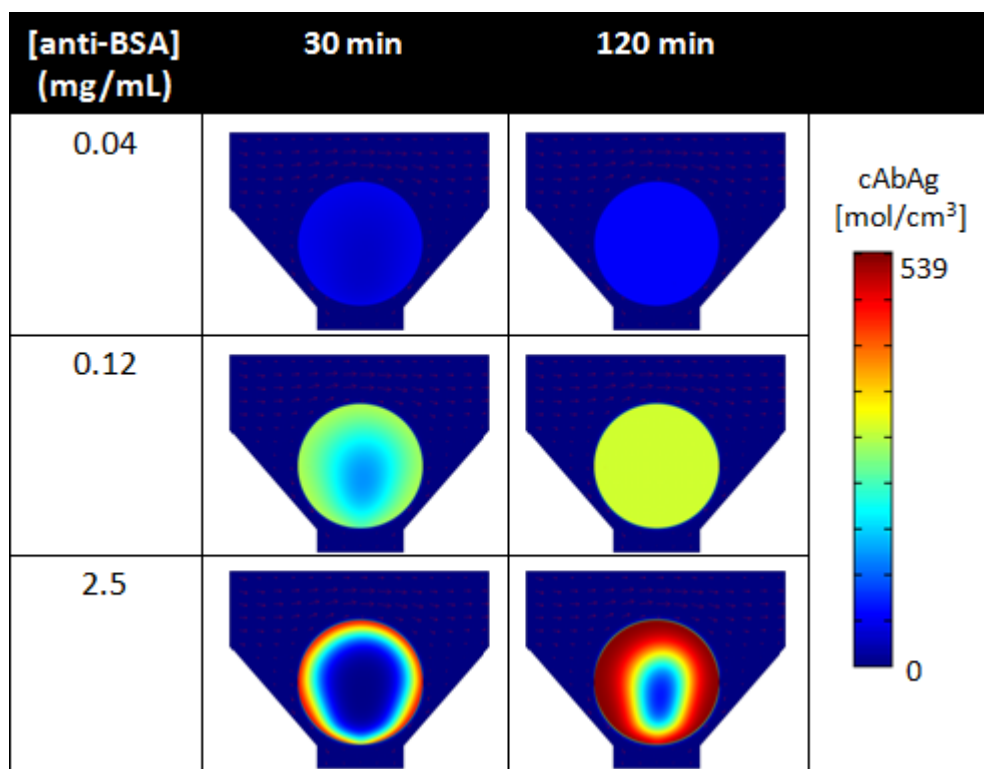 [anti-BSA]
(mg/mL)
30 min
120 min
0.04
cAbAg
[mol/cm³]
539
0.12
2.5
0